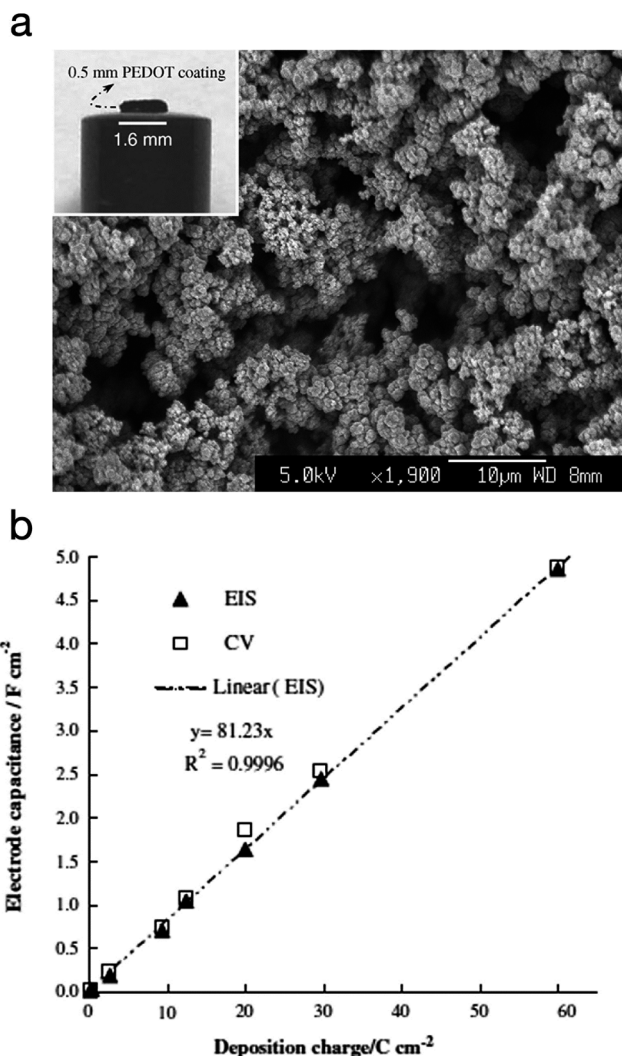 a
0.5 mm PEDOT coating
1.6 mm
5.0kV ×1,900 10µm WD 8mm
b
5.0
4.5
4.0
3.5
3.0
2.5
2.0
1.5
1.0
0.5
0.0
EIS
CV
Linear( EIS)
y= 81.23x
R² = 0.9996
Electrode capacitance / F cm⁻²
0 10 20 30 40 50 60
Deposition charge/C cm⁻²